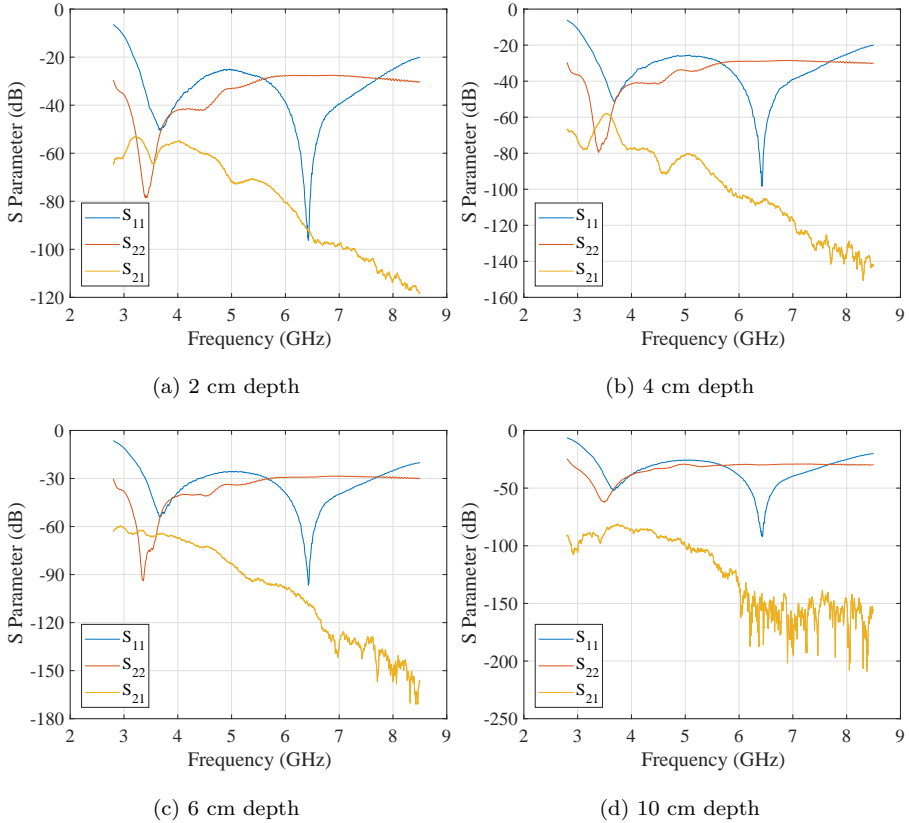 0
-20
-40
-60
-80
-100
-120
S Parameter (dB)
S11
S22
S21
2 3 4 5 6 7 8 9
Frequency (GHz)
(a) 2 cm depth
0
-20
-40
-60
-80
-100
-120
-140
-160
S Parameter (dB)
S11
S22
S21
2 3 4 5 6 7 8 9
Frequency (GHz)
(b) 4 cm depth
0
-30
-60
-90
-120
-150
-180
S Parameter (dB)
S11
S22
S21
2 3 4 5 6 7 8 9
Frequency (GHz)
(c) 6 cm depth
0
-50
-100
-150
-200
-250
S Parameter (dB)
S11
S22
S21
2 3 4 5 6 7 8 9
Frequency (GHz)
(d) 10 cm depth